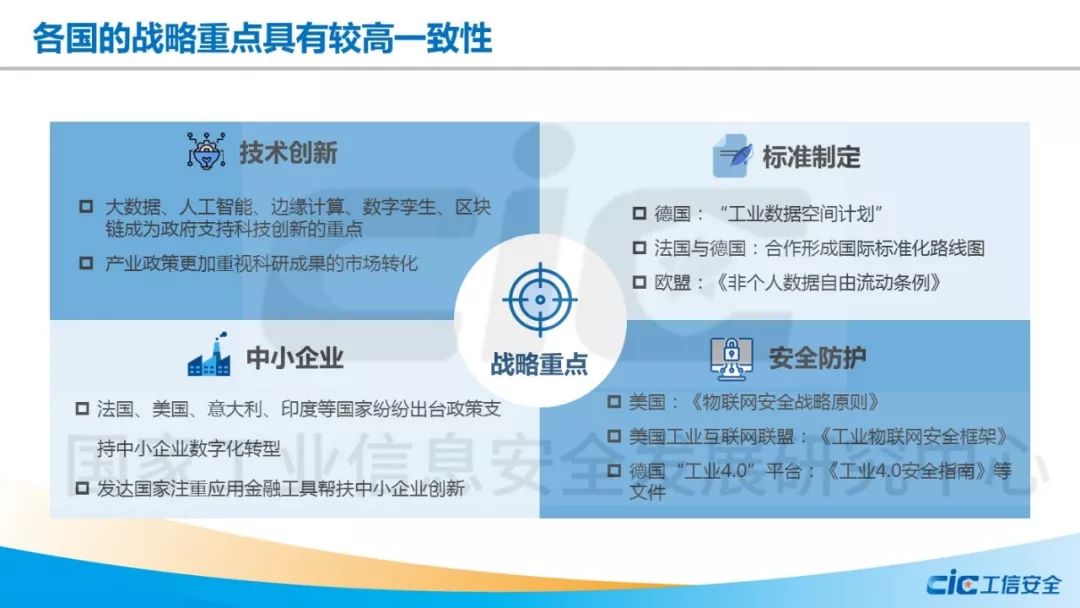 各国的战略重点具有较高一致性
技术创新
大数据、人工智能、边缘计算、数字孪生、区块
链成为政府支持科技创新的重点
产业政策更加重视科研成果的市场转化
标准制定
德国：“工业数据空间计划”
法国与德国：合作形成国际标准化路线图
欧盟：《非个人数据自由流动条例》
战略重点
中小企业
法国、美国、意大利、印度等国家纷纷出台政策支
持中小企业数字化转型
发达国家注重应用金融工具帮扶中小企业创新
安全防护
美国：《物联网安全战略原则》
美国工业互联网联盟：《工业物联网安全框架》
德国“工业4.0”平台：《工业4.0安全指南》等
文件
CIC
国家工业信息安全发展研究中心
CIC工信安全